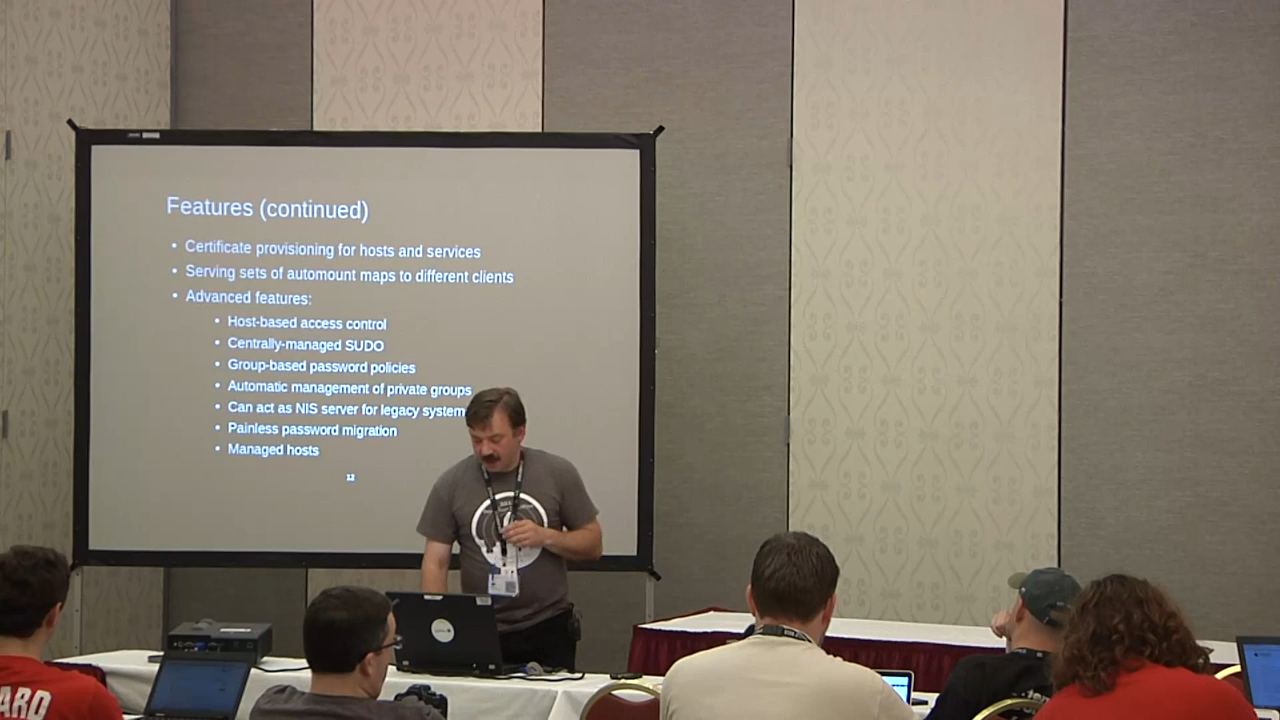 Features (continued)
• Certificate provisioning for hosts and services
• Serving sets of automount maps to different clients
• Advanced features:
• Host-based access control
• Centrally-managed SUDO
• Group-based password policies
• Automatic management of private groups
• Can act as NIS server for legacy system
• Painless password migration
• Managed hosts
12
ARD